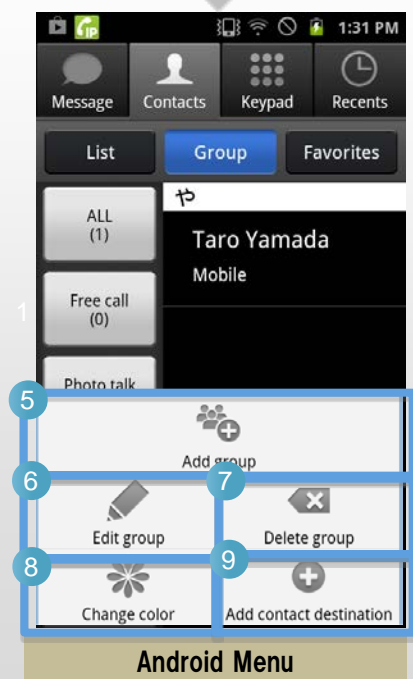 IP 1:31 PM
Message Contacts Keypad Recents
List Group Favorites
ALL
(1)
や
Taro Yamada
Mobile
1
Free call
(0)
Photo talk
5
Add group
6 7
Edit group Delete group
8 9
Change color Add contact destination
Android Menu